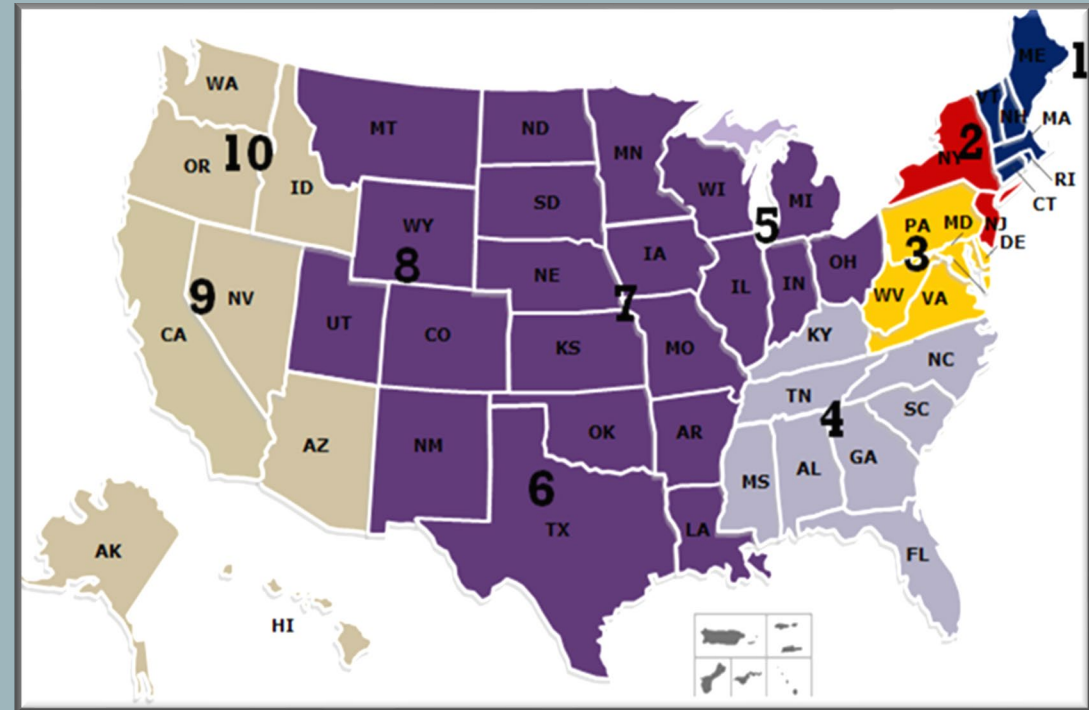 ME
1
WA
VT
NH
MA
MT
ND
MN
2
NY
OR
10
ID
RI
WI
MI
CT
SD
WY
5
PA
MD
NJ
DE
3
8
IA
OH
NE
IL
IN
WV
VA
9
NV
7
UT
CO
CA
KS
MO
KY
NC
TN
SC
4
OK
AR
AZ
NM
GA
AL
MS
6
TX
LA
AK
FL
HI